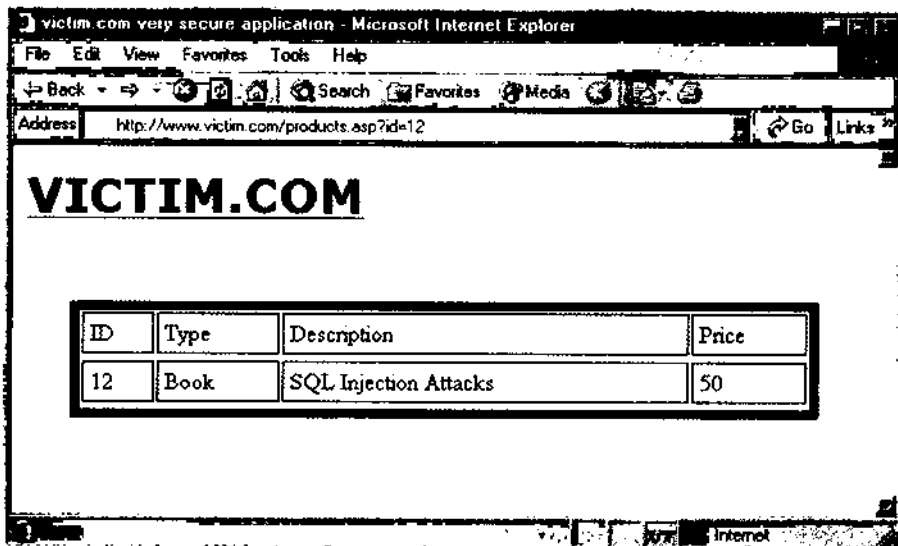 victim.com very secure application - Microsoft Internet Explorer
File Edit View Favorites Tools Help
Back Search Favorites Media
Address http://www.victim.com/products.asp?id=12 Go Links
VICTIM.COM
ID Type Description Price
12 Book SQL Injection Attacks 50
Internet